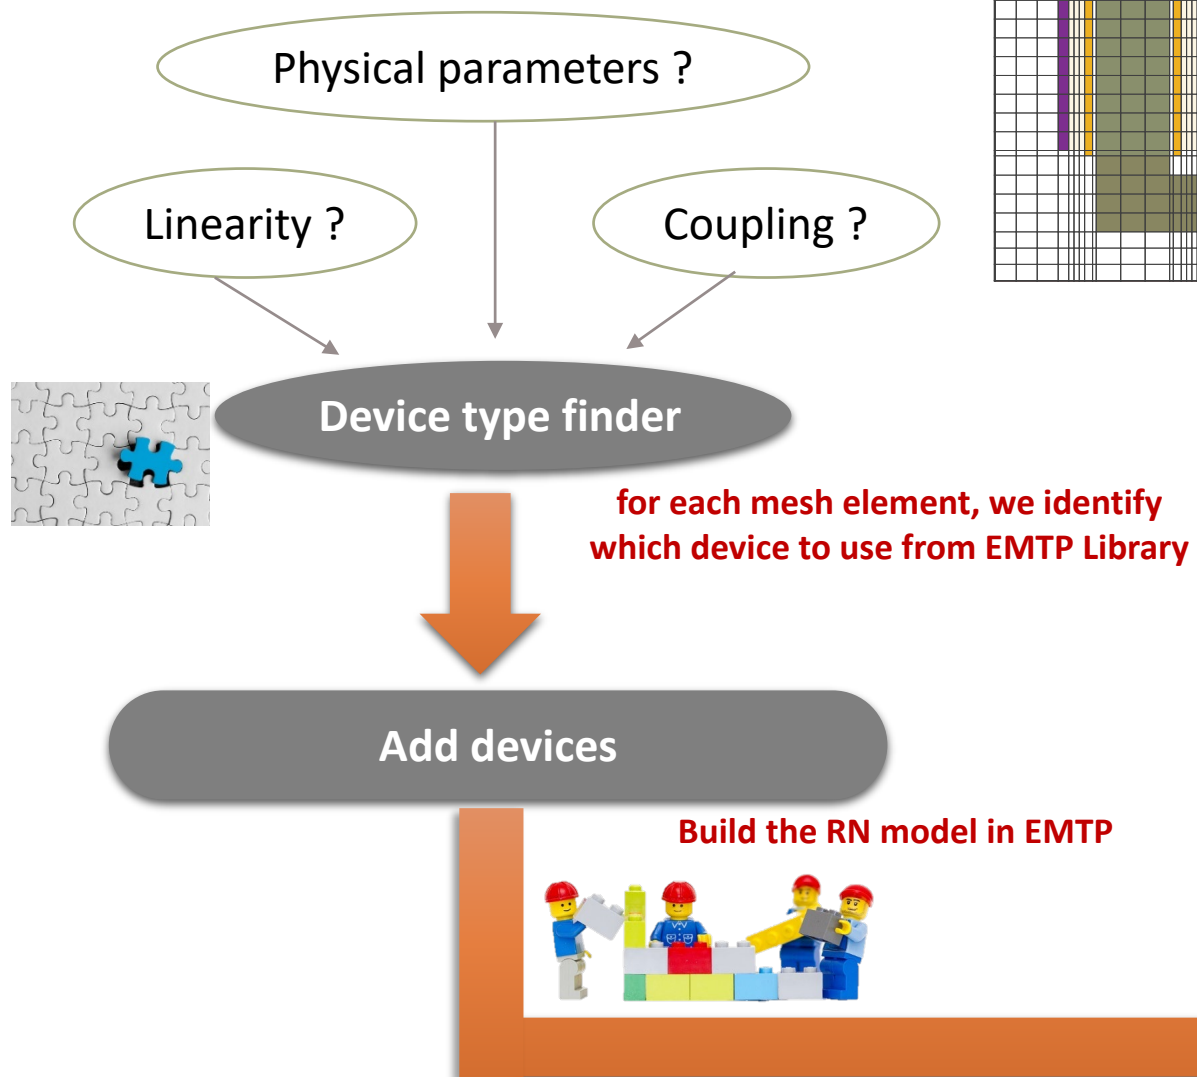 Physical parameters ?
Linearity ?
Coupling ?
Device type finder
for each mesh element, we identify
which device to use from EMTP Library
Add devices
Build the RN model in EMTP